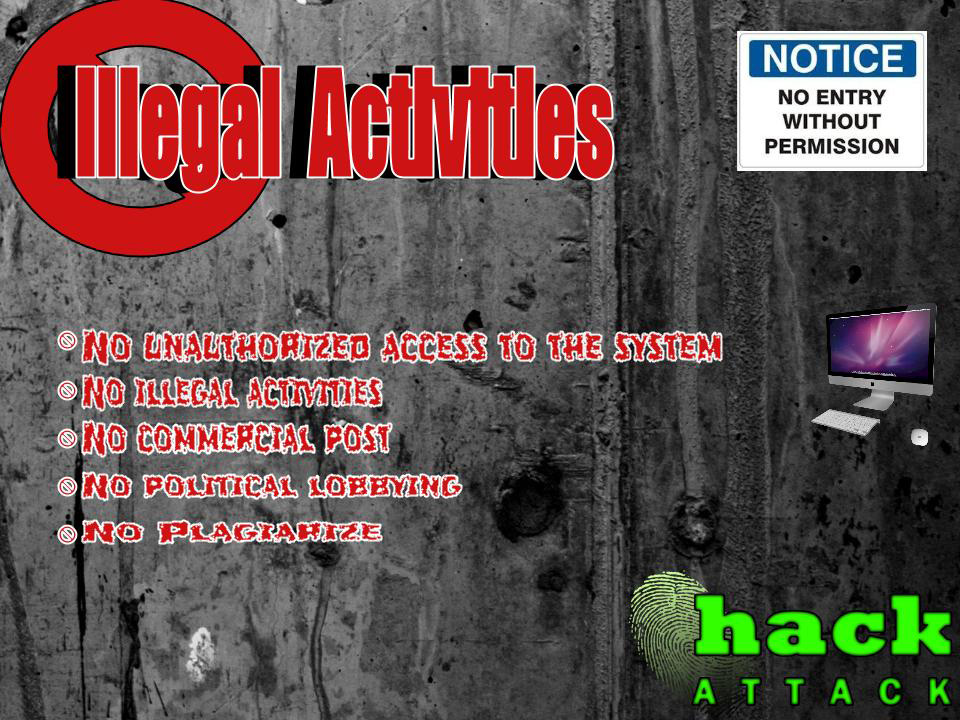 Illegal Activities
NOTICE
NO ENTRY
WITHOUT
PERMISSION
No unauthorized access to the system
No illegal activities
No commercial post
No political lobbying
No Plagiarize
hack
ATTACK